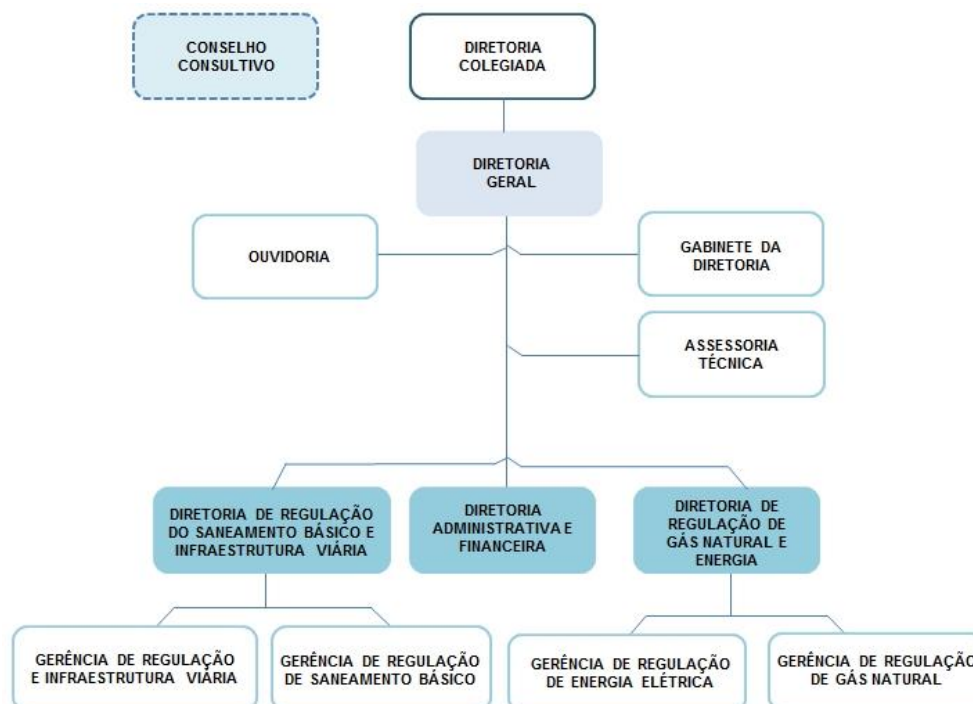 CONSELHO
CONSULTIVO
DIRETORIA
COLEGIADA
DIRETORIA
GERAL
OUVIDORIA
GABINETE DA
DIRETORIA
ASSESSORIA
TÉCNICA
DIRETORIA DE REGULAÇÃO
DO SANEAMENTO BÁSICO E
INFRAESTRUTURA VIÁRIA
DIRETORIA
ADMINISTRATIVA E
FINANCEIRA
DIRETORIA DE
REGULAÇÃO DE
GÁS NATURAL E
ENERGIA
GERÊNCIA DE REGULAÇÃO
E INFRAESTRUTURA VIÁRIA
GERÊNCIA DE REGULAÇÃO
DE SANEAMENTO BÁSICO
GERÊNCIA DE REGULAÇÃO
DE ENERGIA ELÉTRICA
GERÊNCIA DE REGULAÇÃO
DE GÁS NATURAL